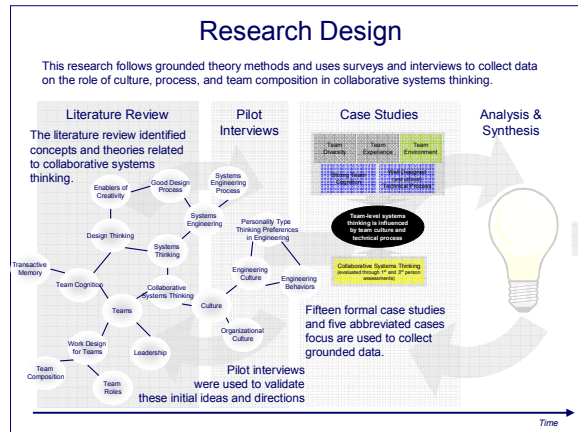 Research Design
This research follows grounded theory methods and uses surveys and interviews to collect data
on the role of culture, process, and team composition in collaborative systems thinking.
Literature Review
The literature review identified
concepts and theories related
to collaborative systems
thinking.
Enablers of
Creativity
Good Design
Process
Systems
Engineering
Process
Systems
Engineering
Design Thinking
Systems
Thinking
Transactive
Memory
Team Cognition
Collaborative
Systems Thinking
Teams
Work Design
for Teams
Leadership
Team
Composition
Team
Roles
Pilot
Interviews
Personality Type
Thinking Preferences
in Engineering
Engineering
Culture
Engineering
Behaviors
Culture
Organizational
Culture
Pilot interviews
were used to validate
these initial ideas and directions
Case Studies
Team
Diversity
Team
Experience
Team
Environment
Strong Team
Cognition
Well Designed
Technical Process
Team-level systems
thinking is influenced
by team culture and
technical process
Collaborative Systems Thinking
(evaluated through 1st and 3rd person
assessments)
Fifteen formal case studies
and five abbreviated cases
focus are used to collect
grounded data.
Analysis &
Synthesis
Time